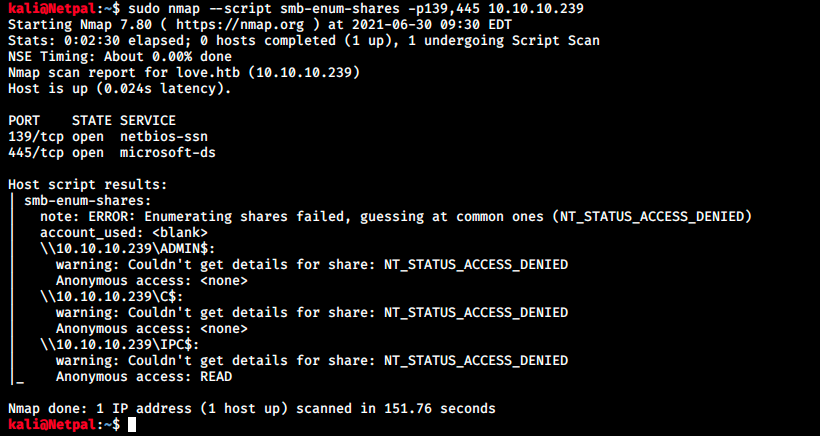 kali@Netpal:~$ sudo nmap --script smb-enum-shares -p139,445 10.10.10.239
Starting Nmap 7.80 ( https://nmap.org ) at 2021-06-30 09:30 EDT
Stats: 0:02:30 elapsed; 0 hosts completed (1 up), 1 undergoing Script Scan
NSE Timing: About 0.00% done
Nmap scan report for love.htb (10.10.10.239)
Host is up (0.024s latency).

PORT    STATE SERVICE
139/tcp open  netbios-ssn
445/tcp open  microsoft-ds

Host script results:
| smb-enum-shares:
|   note: ERROR: Enumerating shares failed, guessing at common ones (NT_STATUS_ACCESS_DENIED)
|   account_used: <blank>
|   \\10.10.10.239\ADMIN$:
|     warning: Couldn't get details for share: NT_STATUS_ACCESS_DENIED
|     Anonymous access: <none>
|   \\10.10.10.239\C$:
|     warning: Couldn't get details for share: NT_STATUS_ACCESS_DENIED
|     Anonymous access: <none>
|   \\10.10.10.239\IPC$:
|     warning: Couldn't get details for share: NT_STATUS_ACCESS_DENIED
|_    Anonymous access: READ

Nmap done: 1 IP address (1 host up) scanned in 151.76 seconds
kali@Netpal:~$